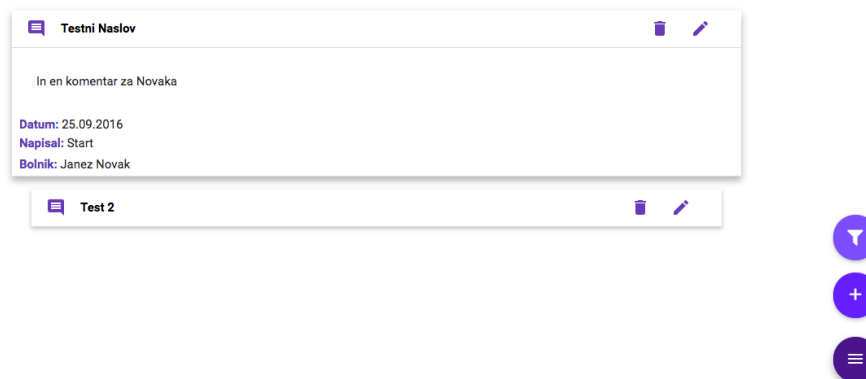 Testni Naslov
In en komentar za Novaka
Datum: 25.09.2016
Napisal: Start
Bolnik: Janez Novak
Test 2